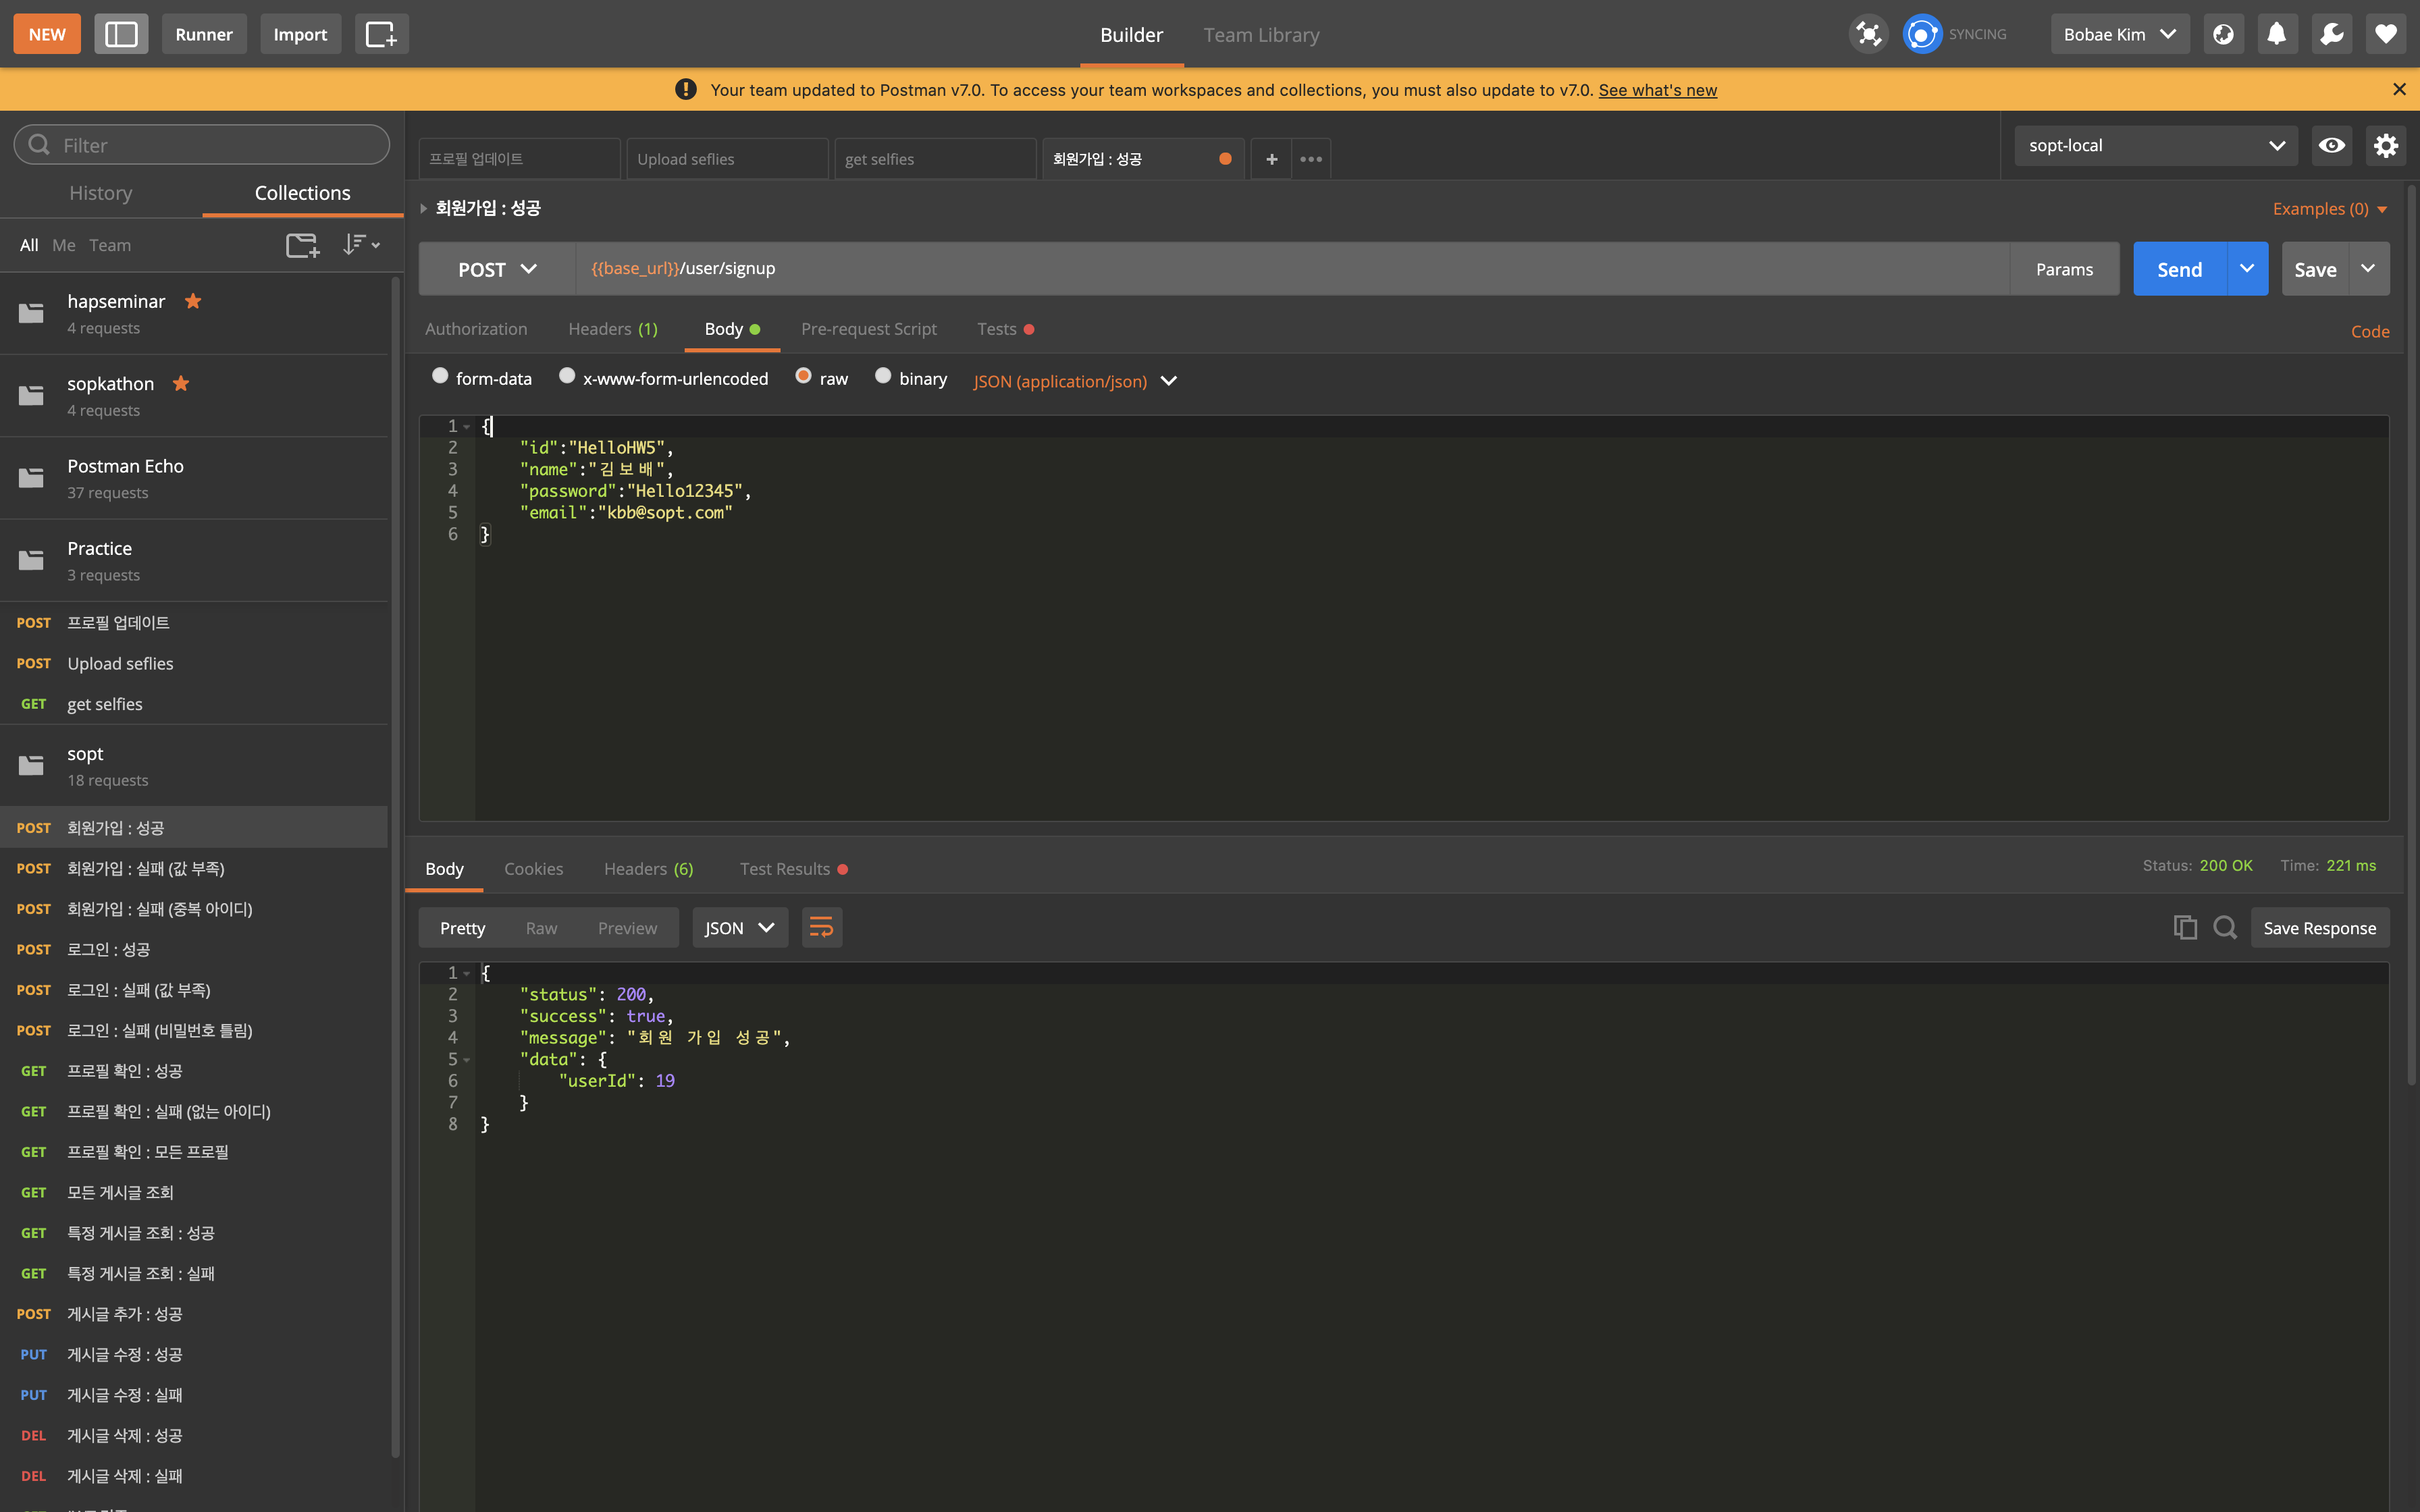 NEW Runner Import Builder Team Library SYNCING Bobae Kim
Your team updated to Postman v7.0. To access your team workspaces and collections, you must also update to v7.0. See what's new
Filter
History Collections
All Me Team
hapseminar
4 requests
sopkathon
4 requests
Postman Echo
37 requests
Practice
3 requests
POST 프로필 업데이트
POST Upload seflies
GET get selfies
sopt
18 requests
POST 회원가입 : 성공
POST 회원가입 : 실패 (값 부족)
POST 회원가입 : 실패 (중복 아이디)
POST 로그인 : 성공
POST 로그인 : 실패 (값 부족)
POST 로그인 : 실패 (비밀번호 틀림)
GET 프로필 확인 : 성공
GET 프로필 확인 : 실패 (없는 아이디)
GET 프로필 확인 : 모든 프로필
GET 모든 게시글 조회
GET 특정 게시글 조회 : 성공
GET 특정 게시글 조회 : 실패
POST 게시글 추가 : 성공
PUT 게시글 수정 : 성공
PUT 게시글 수정 : 실패
DEL 게시글 삭제 : 성공
DEL 게시글 삭제 : 실패
프로필 업데이트 Upload seflies get selfies 회원가입 : 성공 + ••• sopt-local
회원가입 : 성공 Examples (0)
POST {{base_url}}/user/signup Params Send Save
Authorization Headers (1) Body Pre-request Script Tests Code
form-data x-www-form-urlencoded raw binary JSON (application/json)
1 {
2 "id":"HelloHW5",
3 "name":"김보배",
4 "password":"Hello12345",
5 "email":"kbb@sopt.com"
6 }
Body Cookies Headers (6) Test Results Status: 200 OK Time: 221 ms
Pretty Raw Preview JSON Save Response
1 {
2 "status": 200,
3 "success": true,
4 "message": "회원 가입 성공",
5 "data": {
6 "userId": 19
7 }
8 }